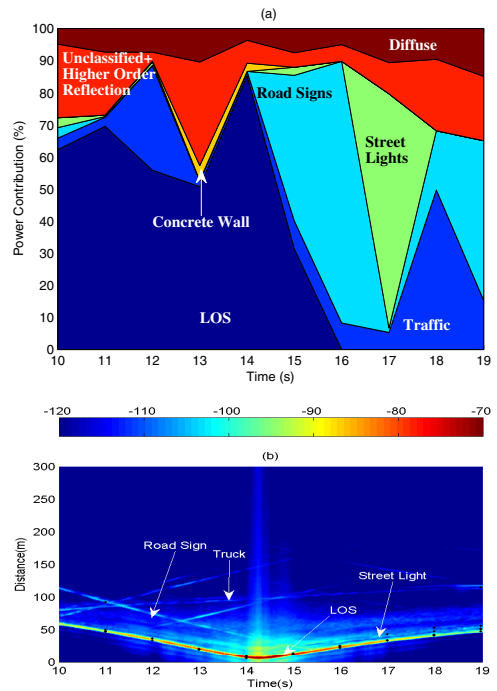 (a)
100
90
80
70
60
50
40
30
20
10
0
Power Contribution (%)
Diffuse
Unclassified+
Higher Order
Reflection
Road Signs
Street
Lights
Concrete Wall
LOS
Traffic
10 11 12 13 14 15 16 17 18 19
Time (s)
-120 -110 -100 -90 -80 -70
(b)
300
250
200
150
100
50
0
Distance(m)
Road Sign
Truck
Street Light
LOS
10 11 12 13 14 15 16 17 18 19
Time(s)